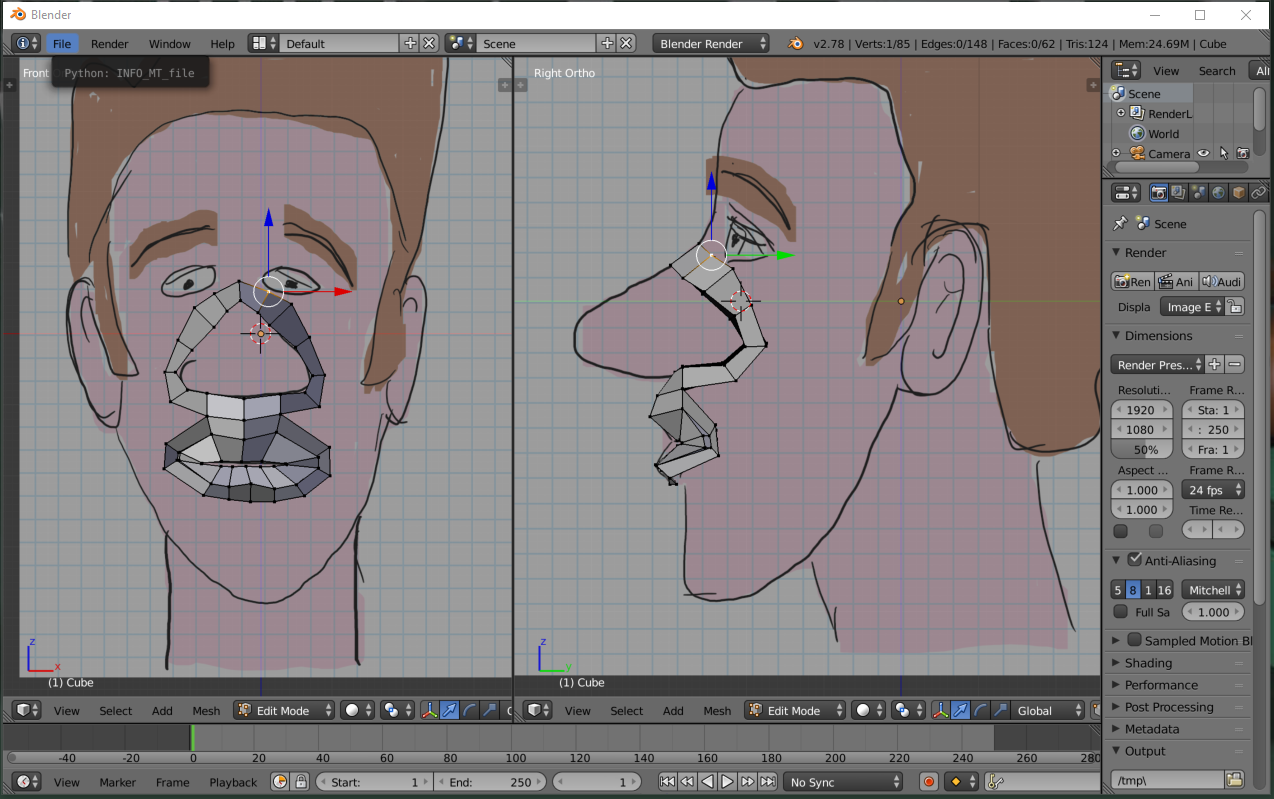 Blender
File Render Window Help Default Scene Blender Render v2.78 | Verts:1/85 | Edges:0/148 | Faces:0/62 | Tris:124 | Mem:24.69M | Cube
Front
Python: INFO_MT_file
Right Ortho
View Search All
Scene
RenderL
World
Camera
Scene
Render
Ren Ani Audi
Displa Image E
Dimensions
Render Pres...
Resoluti... Frame R...
1920 Sta: 1
1080 : 250
50% Fra: 1
Aspect ... Frame R...
1.000 24 fps
1.000 Time Re...
Anti-Aliasing
5 8 1 16 Mitchell
Full Sa 1.000
Sampled Motion Bl
Shading
Performance
Post Processing
Metadata
Output
/tmp\
z
x
(1) Cube
z
y
(1) Cube
View Select Add Mesh Edit Mode
View Select Add Mesh Edit Mode Global
-40 -20 0 20 40 60 80 100 120 140 160 180 200 220 240 260 280
View Marker Frame Playback Start: 1 End: 250 1 No Sync